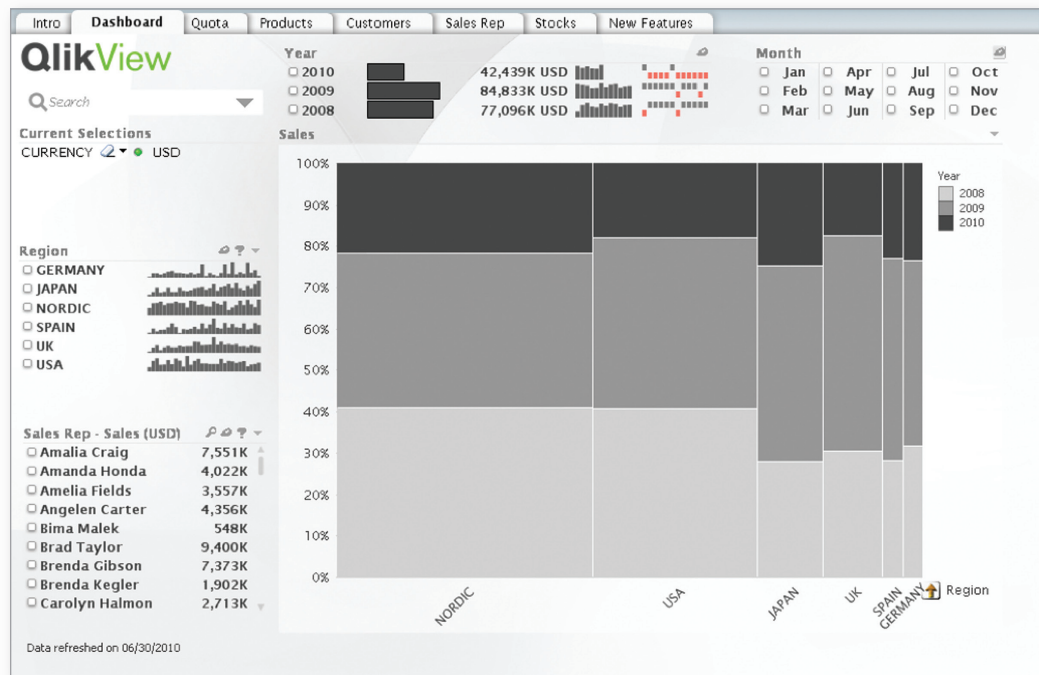 Intro Dashboard Quota Products Customers Sales Rep Stocks New Features
QlikView
Search
Current Selections
CURRENCY USD
Year
2010 42,439K USD
2009 84,833K USD
2008 77,096K USD
Month
Jan Apr Jul Oct
Feb May Aug Nov
Mar Jun Sep Dec
Region
GERMANY
JAPAN
NORDIC
SPAIN
UK
USA
Sales Rep - Sales (USD)
Amalia Craig 7,551K
Amanda Honda 4,022K
Amelia Fields 3,557K
Angelen Carter 4,356K
Bima Malek 548K
Brad Taylor 9,400K
Brenda Gibson 7,373K
Brenda Kegler 1,902K
Carolyn Halmon 2,713K
Data refreshed on 06/30/2010
Sales
100%
90%
80%
70%
60%
50%
40%
30%
20%
10%
0%
NORDIC USA JAPAN UK SPAIN GERMANY
Region
Year
2008
2009
2010